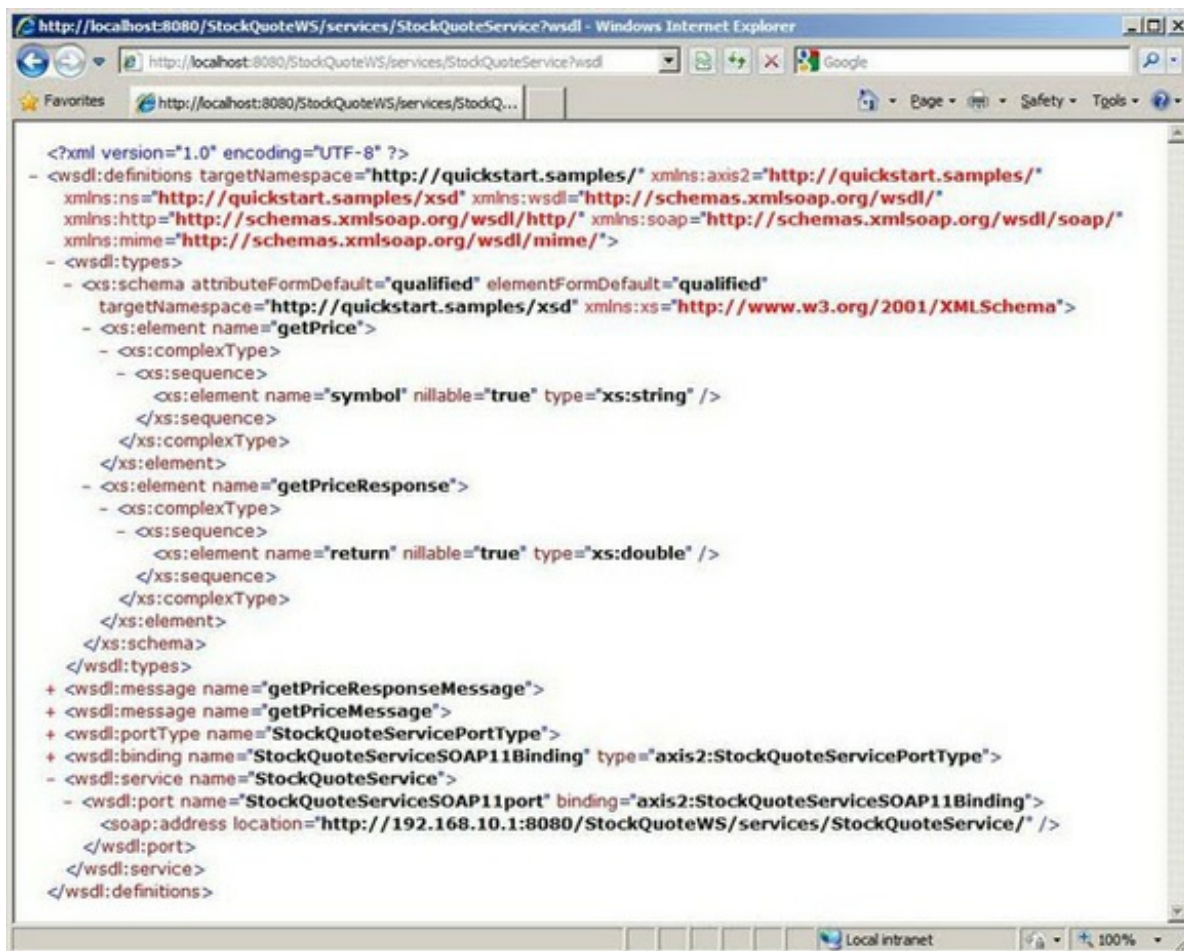 http://localhost:8080/StockQuoteWS/services/StockQuoteService?wsdl - Windows Internet Explorer
http://localhost:8080/StockQuoteWS/services/StockQuoteService?wsdl
Google
Favorites
http://localhost:8080/StockQuoteWS/services/StockQ...
Page
Safety
Tools
<?xml version="1.0" encoding="UTF-8" ?>
- <wsdl:definitions targetNamespace="http://quickstart.samples/" xmlns:axis2="http://quickstart.samples/"
xmlns:ns="http://quickstart.samples/xsd" xmlns:wsdl="http://schemas.xmlsoap.org/wsdl/"
xmlns:http="http://schemas.xmlsoap.org/wsdl/http/" xmlns:soap="http://schemas.xmlsoap.org/wsdl/soap/"
xmlns:mime="http://schemas.xmlsoap.org/wsdl/mime/">
- <wsdl:types>
- <xs:schema attributeFormDefault="qualified" elementFormDefault="qualified"
targetNamespace="http://quickstart.samples/xsd" xmlns:xs="http://www.w3.org/2001/XMLSchema">
- <xs:element name="getPrice">
- <xs:complexType>
- <xs:sequence>
<xs:element name="symbol" nillable="true" type="xs:string" />
</xs:sequence>
</xs:complexType>
</xs:element>
- <xs:element name="getPriceResponse">
- <xs:complexType>
- <xs:sequence>
<xs:element name="return" nillable="true" type="xs:double" />
</xs:sequence>
</xs:complexType>
</xs:element>
</xs:schema>
</wsdl:types>
+ <wsdl:message name="getPriceResponseMessage">
+ <wsdl:message name="getPriceMessage">
+ <wsdl:portType name="StockQuoteServicePortType">
+ <wsdl:binding name="StockQuoteServiceSOAP11Binding" type="axis2:StockQuoteServicePortType">
- <wsdl:service name="StockQuoteService">
- <wsdl:port name="StockQuoteServiceSOAP11port" binding="axis2:StockQuoteServiceSOAP11Binding">
<soap:address location="http://192.168.10.1:8080/StockQuoteWS/services/StockQuoteService/" />
</wsdl:port>
</wsdl:service>
</wsdl:definitions>
Local intranet
100%